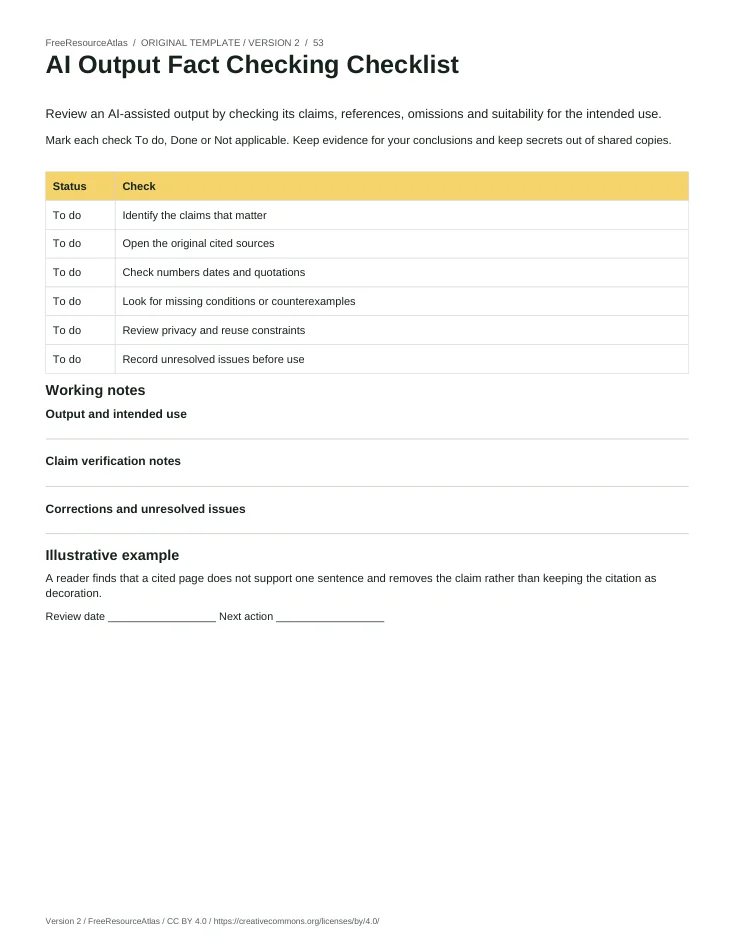 FreeResourceAtlas / ORIGINAL TEMPLATE / VERSION 2 / 53
AI Output Fact Checking Checklist
Review an AI-assisted output by checking its claims, references, omissions and suitability for the intended use.
Mark each check To do, Done or Not applicable. Keep evidence for your conclusions and keep secrets out of shared copies.
Status Check
To do Identify the claims that matter
To do Open the original cited sources
To do Check numbers dates and quotations
To do Look for missing conditions or counterexamples
To do Review privacy and reuse constraints
To do Record unresolved issues before use
Working notes
Output and intended use
Claim verification notes
Corrections and unresolved issues
Illustrative example
A reader finds that a cited page does not support one sentence and removes the claim rather than keeping the citation as
decoration.
Review date __________________ Next action __________________
Version 2 / FreeResourceAtlas / CC BY 4.0 / https://creativecommons.org/licenses/by/4.0/